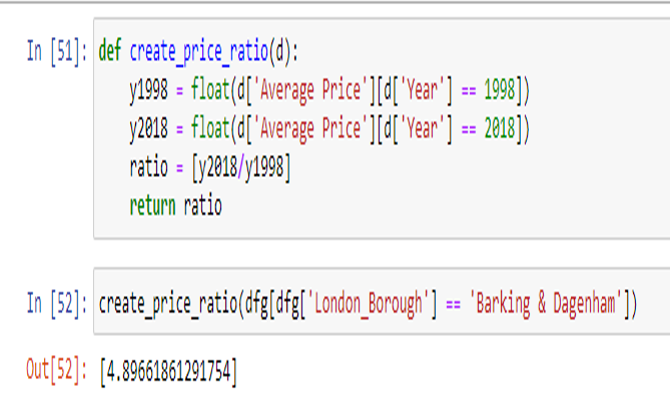 In [51]: def create_price_ratio(d):
y1998 = float(d['Average Price'][d['Year'] == 1998])
y2018 = float(d['Average Price'][d['Year'] == 2018])
ratio = [y2018/y1998]
return ratio
In [52]: create_price_ratio(dfg[dfg['London_Borough'] == 'Barking & Dagenham'])
Out[52]: [4.89661861291754]